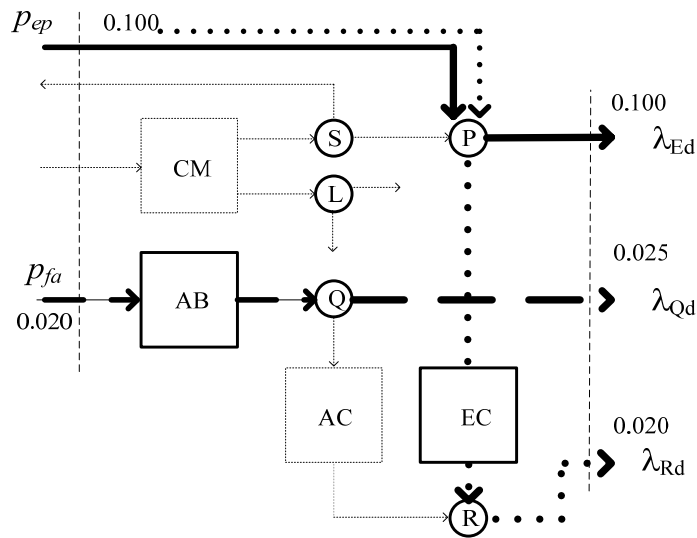 p_ep 0.100
0.100
λ_Ed
S
P
CM
L
0.025
p_fa
AB
Q
λ_Qd
0.020
AC
EC
0.020
λ_Rd
R